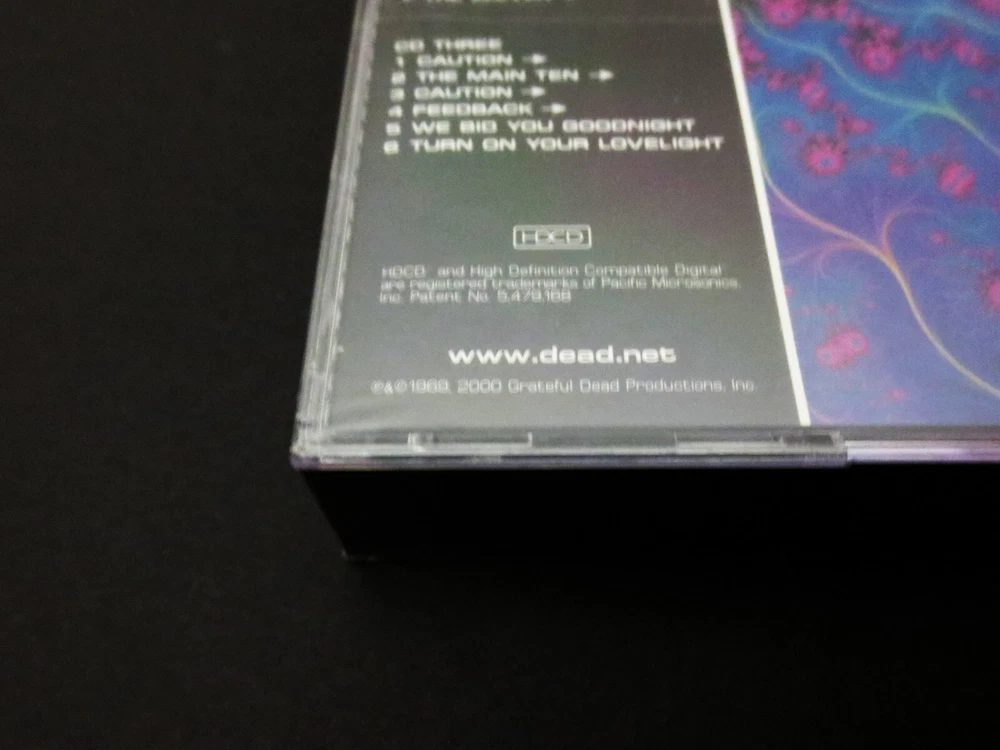 CD THREE
1 CAUTION →
2 THE MAIN TEN →
3 CAUTION →
4 FEEDBACK →
5 WE BID YOU GOODNIGHT
6 TURN ON YOUR LOVELIGHT
HDCD
HDCD and High Definition Compatible Digital
are registered trademarks of Pacific Microsonics,
Inc. Patent No. 5,479,168
www.dead.net
℗&©1969, 2000 Grateful Dead Productions, Inc.